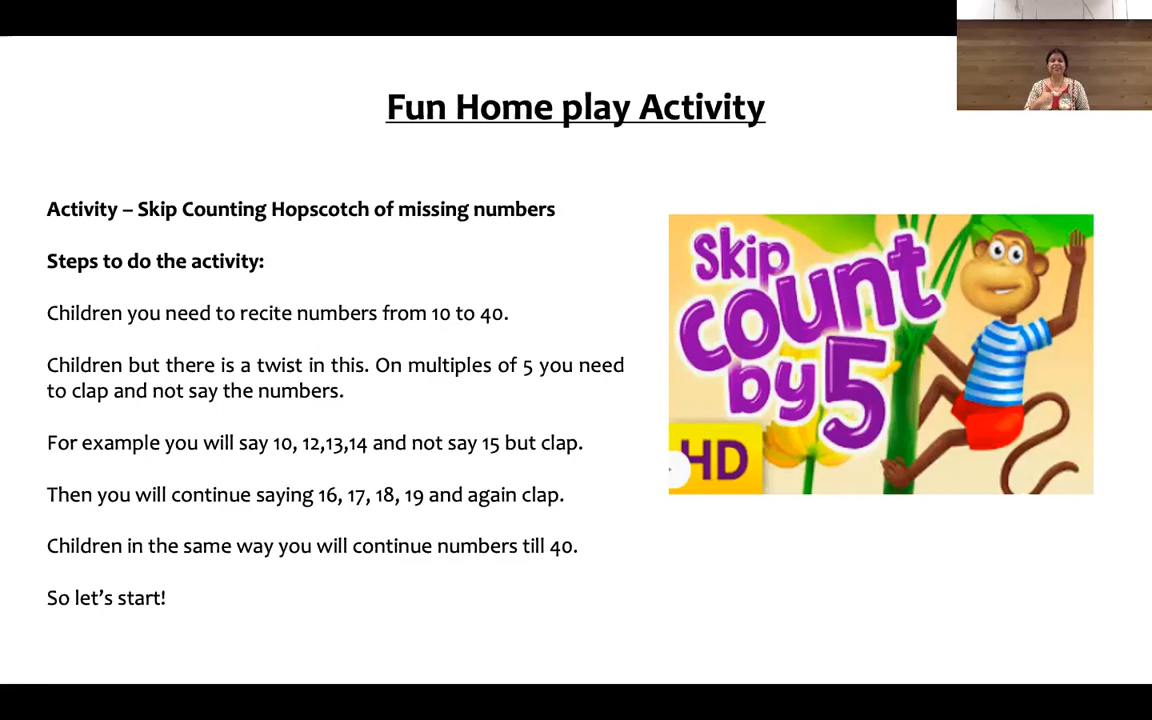 Fun Home play Activity
Activity – Skip Counting Hopscotch of missing numbers
Steps to do the activity:
Children you need to recite numbers from 10 to 40.
Children but there is a twist in this. On multiples of 5 you need
to clap and not say the numbers.
For example you will say 10, 12,13,14 and not say 15 but clap.
Then you will continue saying 16, 17, 18, 19 and again clap.
Children in the same way you will continue numbers till 40.
So let’s start!
Skip
count
by 5
HD